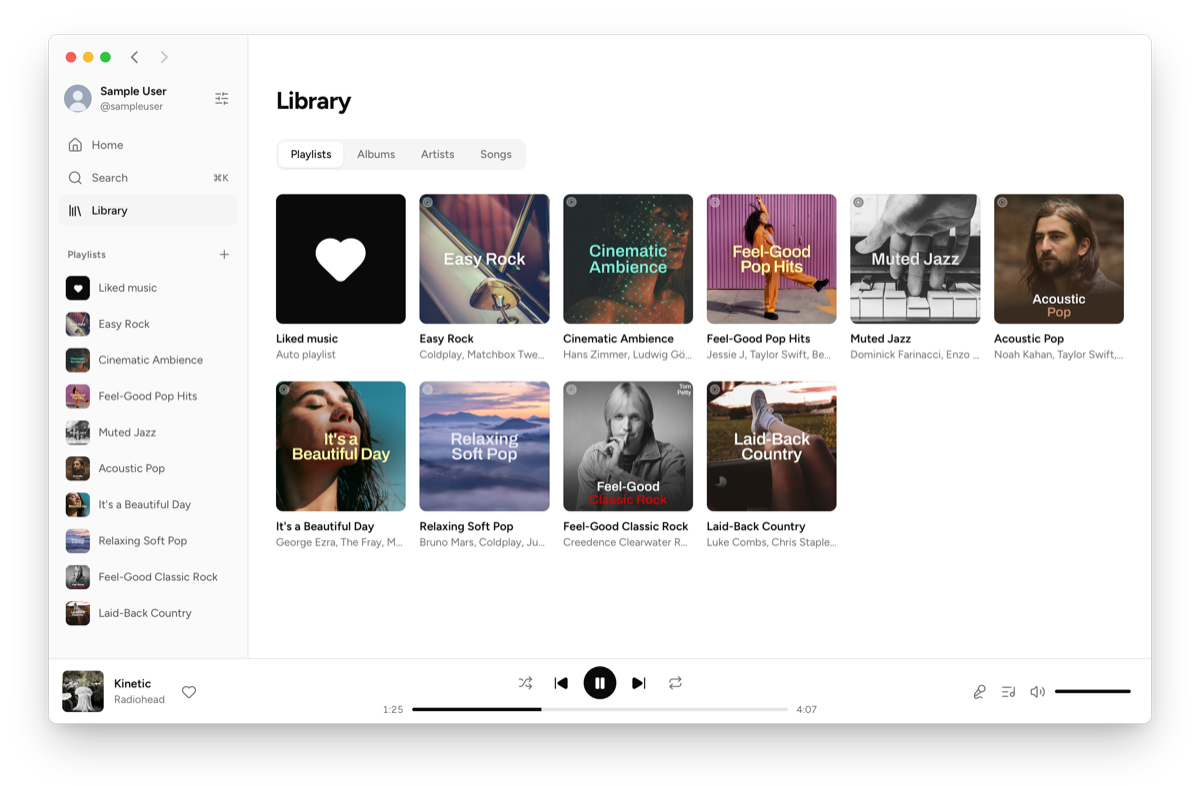 Sample User
@sampleuser
Home
Search ⌘K
Library
Playlists
Liked music
Easy Rock
Cinematic Ambience
Feel-Good Pop Hits
Muted Jazz
Acoustic Pop
It's a Beautiful Day
Relaxing Soft Pop
Feel-Good Classic Rock
Laid-Back Country
Library
Playlists Albums Artists Songs
Easy Rock
Cinematic
Ambience
Feel-Good
Pop Hits
Muted Jazz
Acoustic
Pop
Liked music
Auto playlist
Easy Rock
Coldplay, Matchbox Twe...
Cinematic Ambience
Hans Zimmer, Ludwig Gö...
Feel-Good Pop Hits
Jessie J, Taylor Swift, Be...
Muted Jazz
Dominick Farinacci, Enzo ...
Acoustic Pop
Noah Kahan, Taylor Swift,...
It's a
Beautiful Day
Relaxing
Soft Pop
Tom
Petty
Feel-Good
Classic Rock
Laid-Back
Country
It's a Beautiful Day
George Ezra, The Fray, M...
Relaxing Soft Pop
Bruno Mars, Coldplay, Ju...
Feel-Good Classic Rock
Creedence Clearwater R...
Laid-Back Country
Luke Combs, Chris Staple...
Kinetic
Radiohead
1:25
4:07